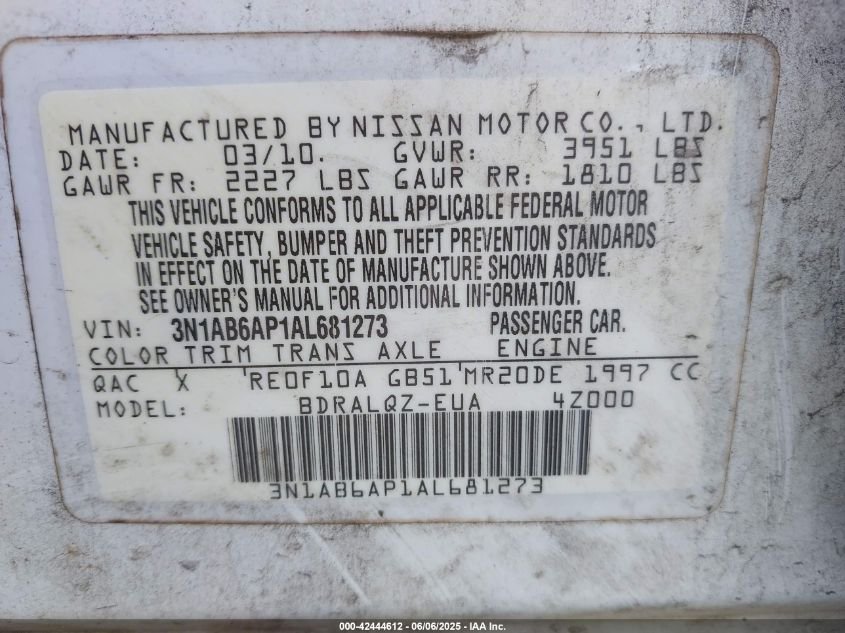 MANUFACTURED BY NISSAN MOTOR CO., LTD.
DATE: 03/10. GVWR: 3951 LBS
GAWR FR: 2227 LBS GAWR RR: 1810 LBS
THIS VEHICLE CONFORMS TO ALL APPLICABLE FEDERAL MOTOR
VEHICLE SAFETY, BUMPER AND THEFT PREVENTION STANDARDS
IN EFFECT ON THE DATE OF MANUFACTURE SHOWN ABOVE.
SEE OWNER'S MANUAL FOR ADDITIONAL INFORMATION.
VIN: 3N1AB6AP1AL681273 PASSENGER CAR.
COLOR TRIM TRANS AXLE ENGINE
QAC X RE0F10A GB51 MR20DE 1997 CC
MODEL: BDRALQZ-EUA 4Z000
3N1AB6AP1AL681273
000-42444612 - 06/06/2025 - IAA Inc.